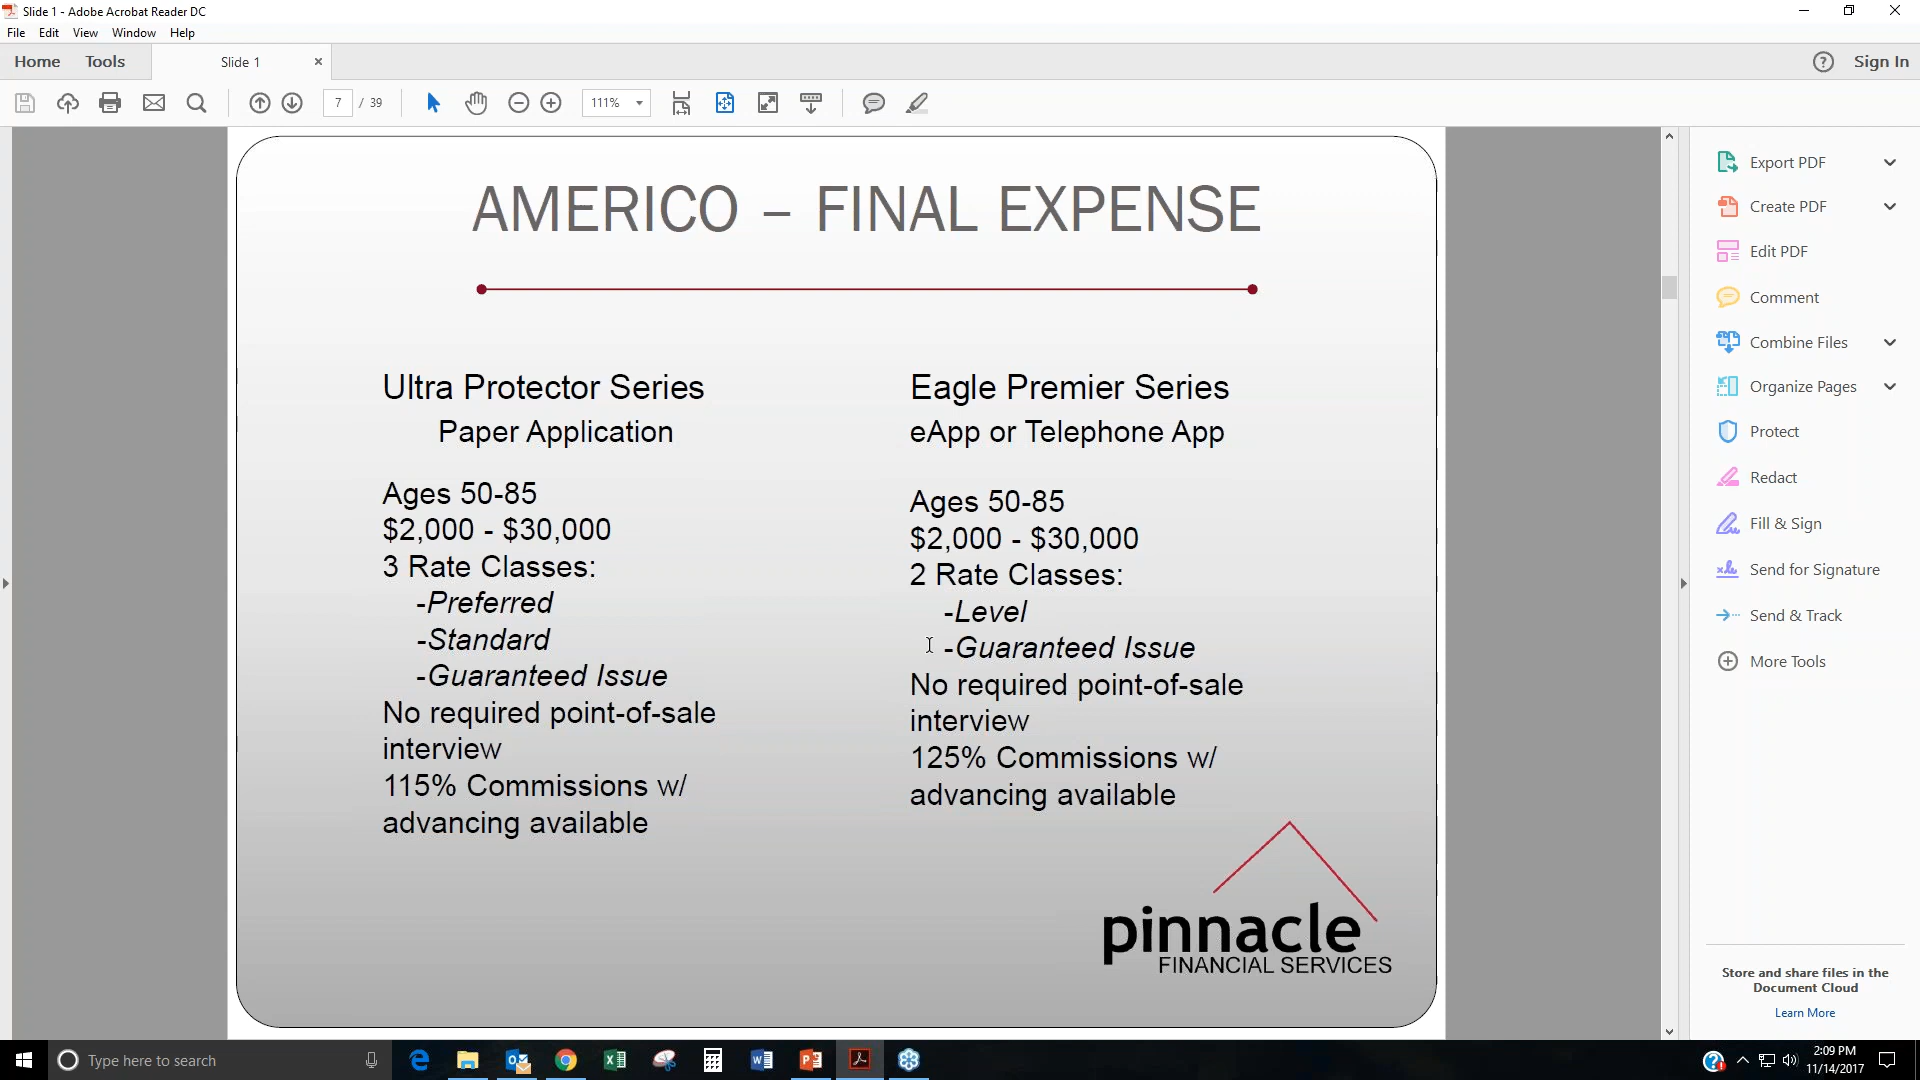 Slide 1 - Adobe Acrobat Reader DC
File Edit View Window Help
Home Tools Slide 1 Sign In
7 / 39 111%
AMERICO – FINAL EXPENSE
Ultra Protector Series
Paper Application
Ages 50-85
$2,000 - $30,000
3 Rate Classes:
-Preferred
-Standard
-Guaranteed Issue
No required point-of-sale
interview
115% Commissions w/
advancing available
Eagle Premier Series
eApp or Telephone App
Ages 50-85
$2,000 - $30,000
2 Rate Classes:
-Level
-Guaranteed Issue
No required point-of-sale
interview
125% Commissions w/
advancing available
pinnacle
FINANCIAL SERVICES
Export PDF
Create PDF
Edit PDF
Comment
Combine Files
Organize Pages
Protect
Redact
Fill & Sign
Send for Signature
Send & Track
More Tools
Store and share files in the
Document Cloud
Learn More
Type here to search
2:09 PM
11/14/2017